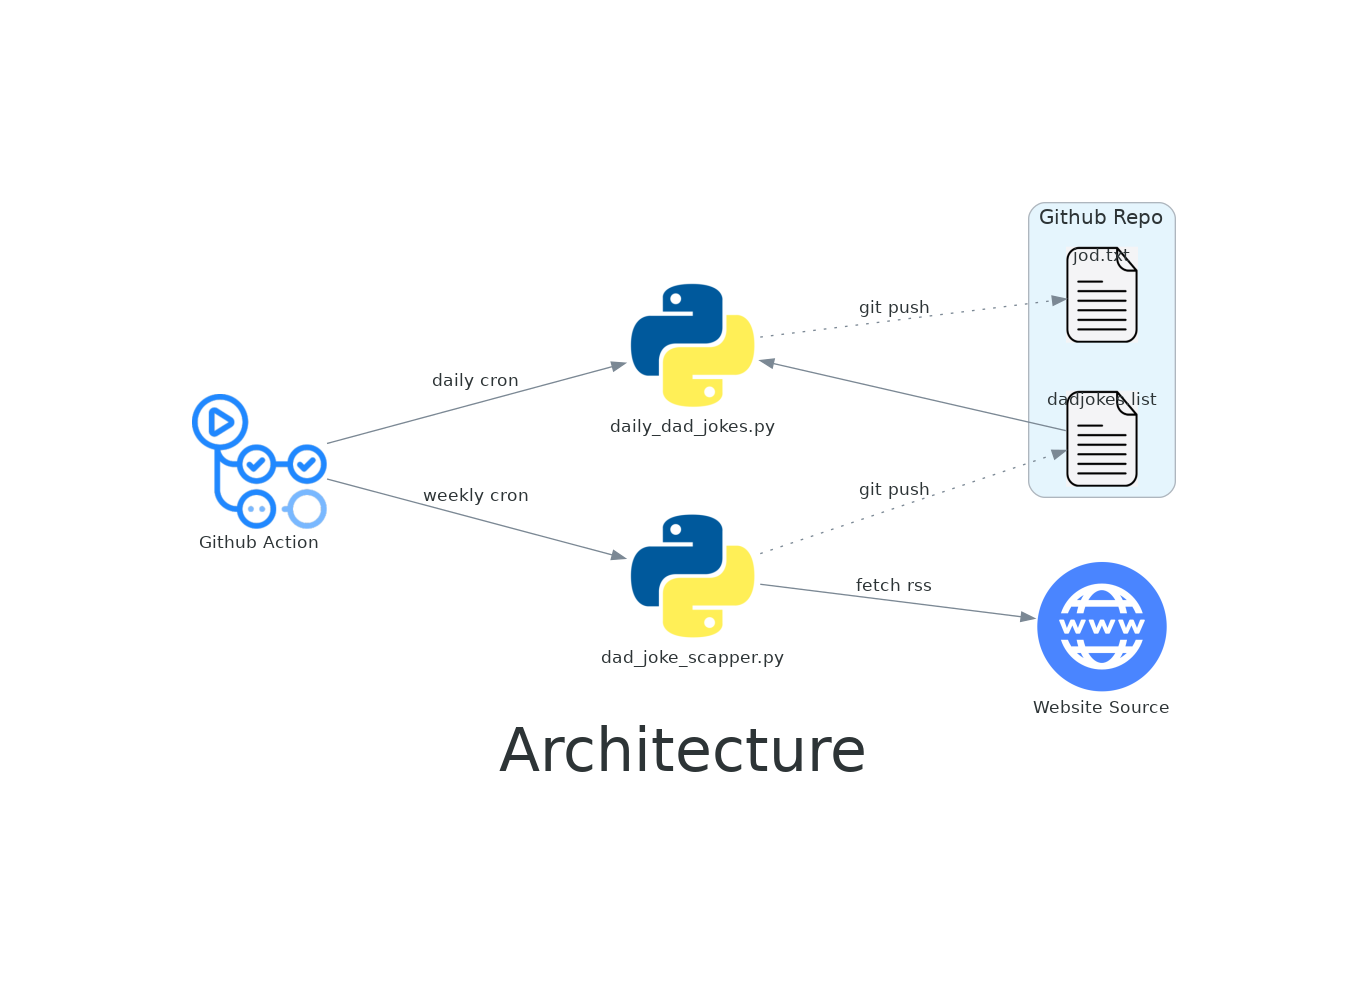 Github Repo
jod.txt
git push
daily cron
dadjokes.list
daily_dad_jokes.py
git push
weekly cron
Github Action
fetch rss
www
dad_joke_scapper.py
Website Source
Architecture